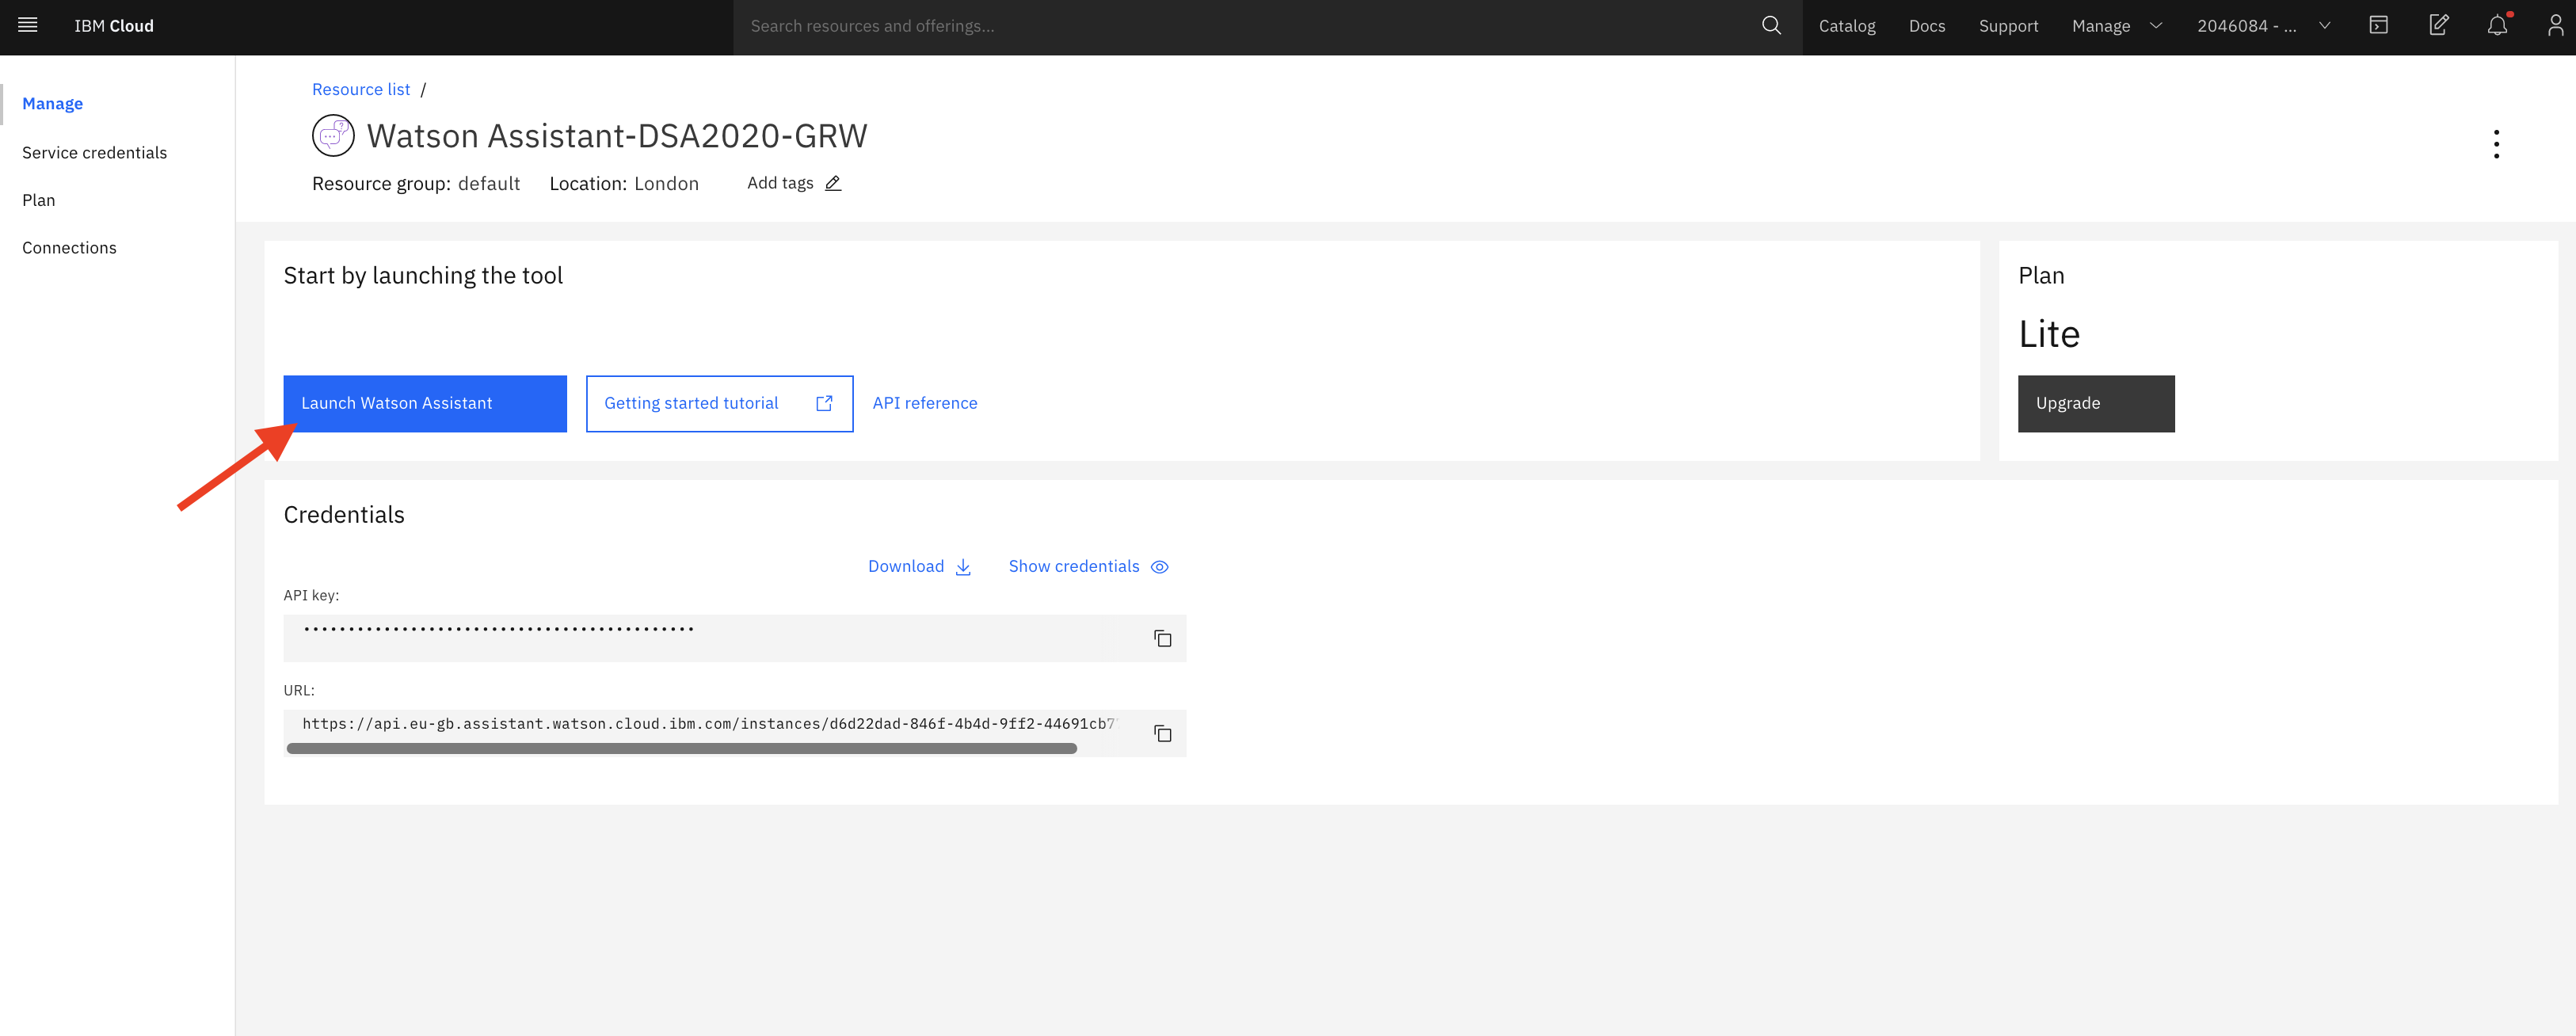 IBM Cloud
Search resources and offerings...
Catalog
Docs
Support
Manage
2046084 - ...
Manage
Service credentials
Plan
Connections
Resource list /
Watson Assistant-DSA2020-GRW
Resource group: default
Location: London
Add tags
Start by launching the tool
Launch Watson Assistant
Getting started tutorial
API reference
Plan
Lite
Upgrade
Credentials
Download
Show credentials
API key:
URL:
https://api.eu-gb.assistant.watson.cloud.ibm.com/instances/d6d22dad-846f-4b4d-9ff2-44691cb7